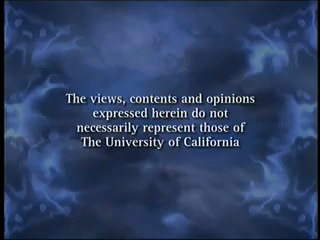 The views, contents and opinions
expressed herein do not
necessarily represent those of
The University of California